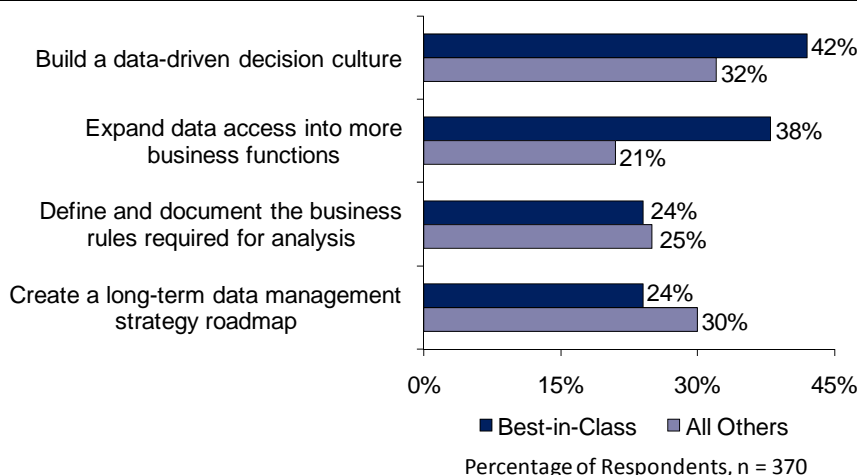 Build a data-driven decision culture
42%
32%
Expand data access into more
business functions
38%
21%
Define and document the business
rules required for analysis
24%
25%
Create a long-term data management
strategy roadmap
24%
30%
0%
15%
30%
45%
Best-in-Class
All Others
Percentage of Respondents, n = 370